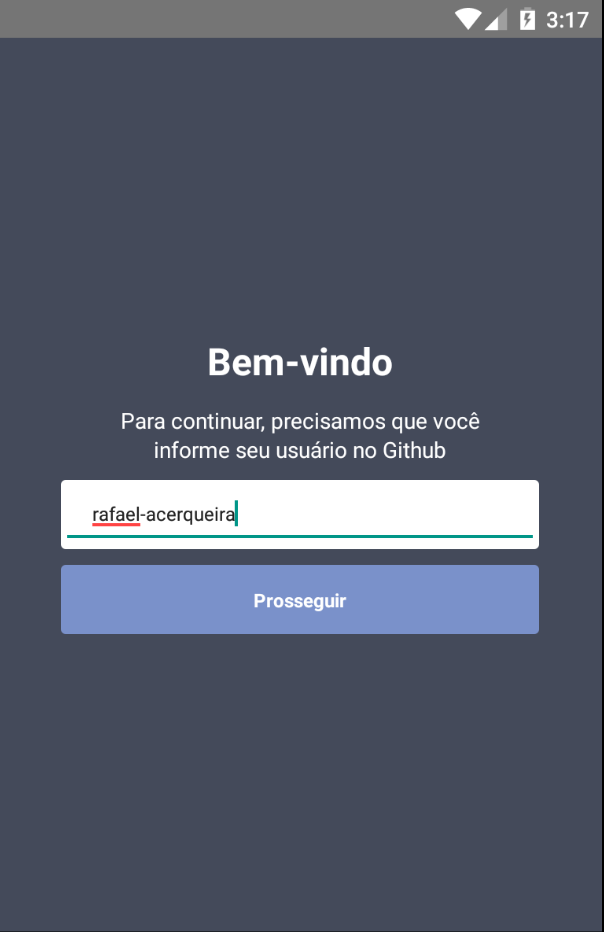 3:17
Bem-vindo
Para continuar, precisamos que você
informe seu usuário no Github
rafael-acerqueira
Prosseguir